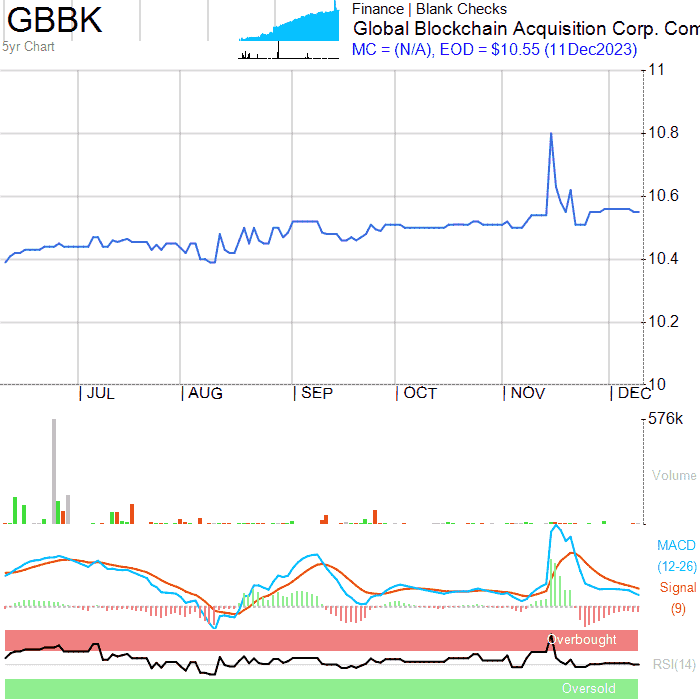 GBBK
5yr Chart
Finance | Blank Checks
Global Blockchain Acquisition Corp. Com
MC = (N/A), EOD = $10.55 (11Dec2023)
11
10.8
10.6
10.4
10.2
10
JUL AUG SEP OCT NOV DEC
576k
Volume
MACD
(12-26)
Signal
(9)
Overbought
RSI(14)
Oversold